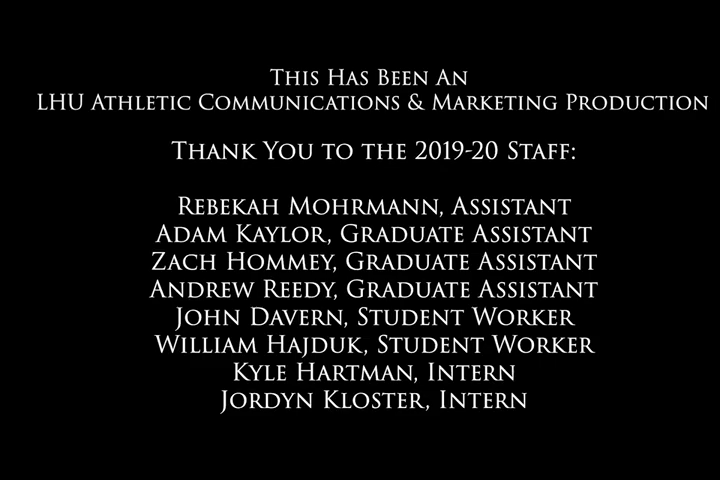 This Has Been An
LHU Athletic Communications & Marketing Production
Thank You to the 2019-20 Staff:
Rebekah Mohrmann, Assistant
Adam Kaylor, Graduate Assistant
Zach Hommey, Graduate Assistant
Andrew Reedy, Graduate Assistant
John Davern, Student Worker
William Hajduk, Student Worker
Kyle Hartman, Intern
Jordyn Kloster, Intern